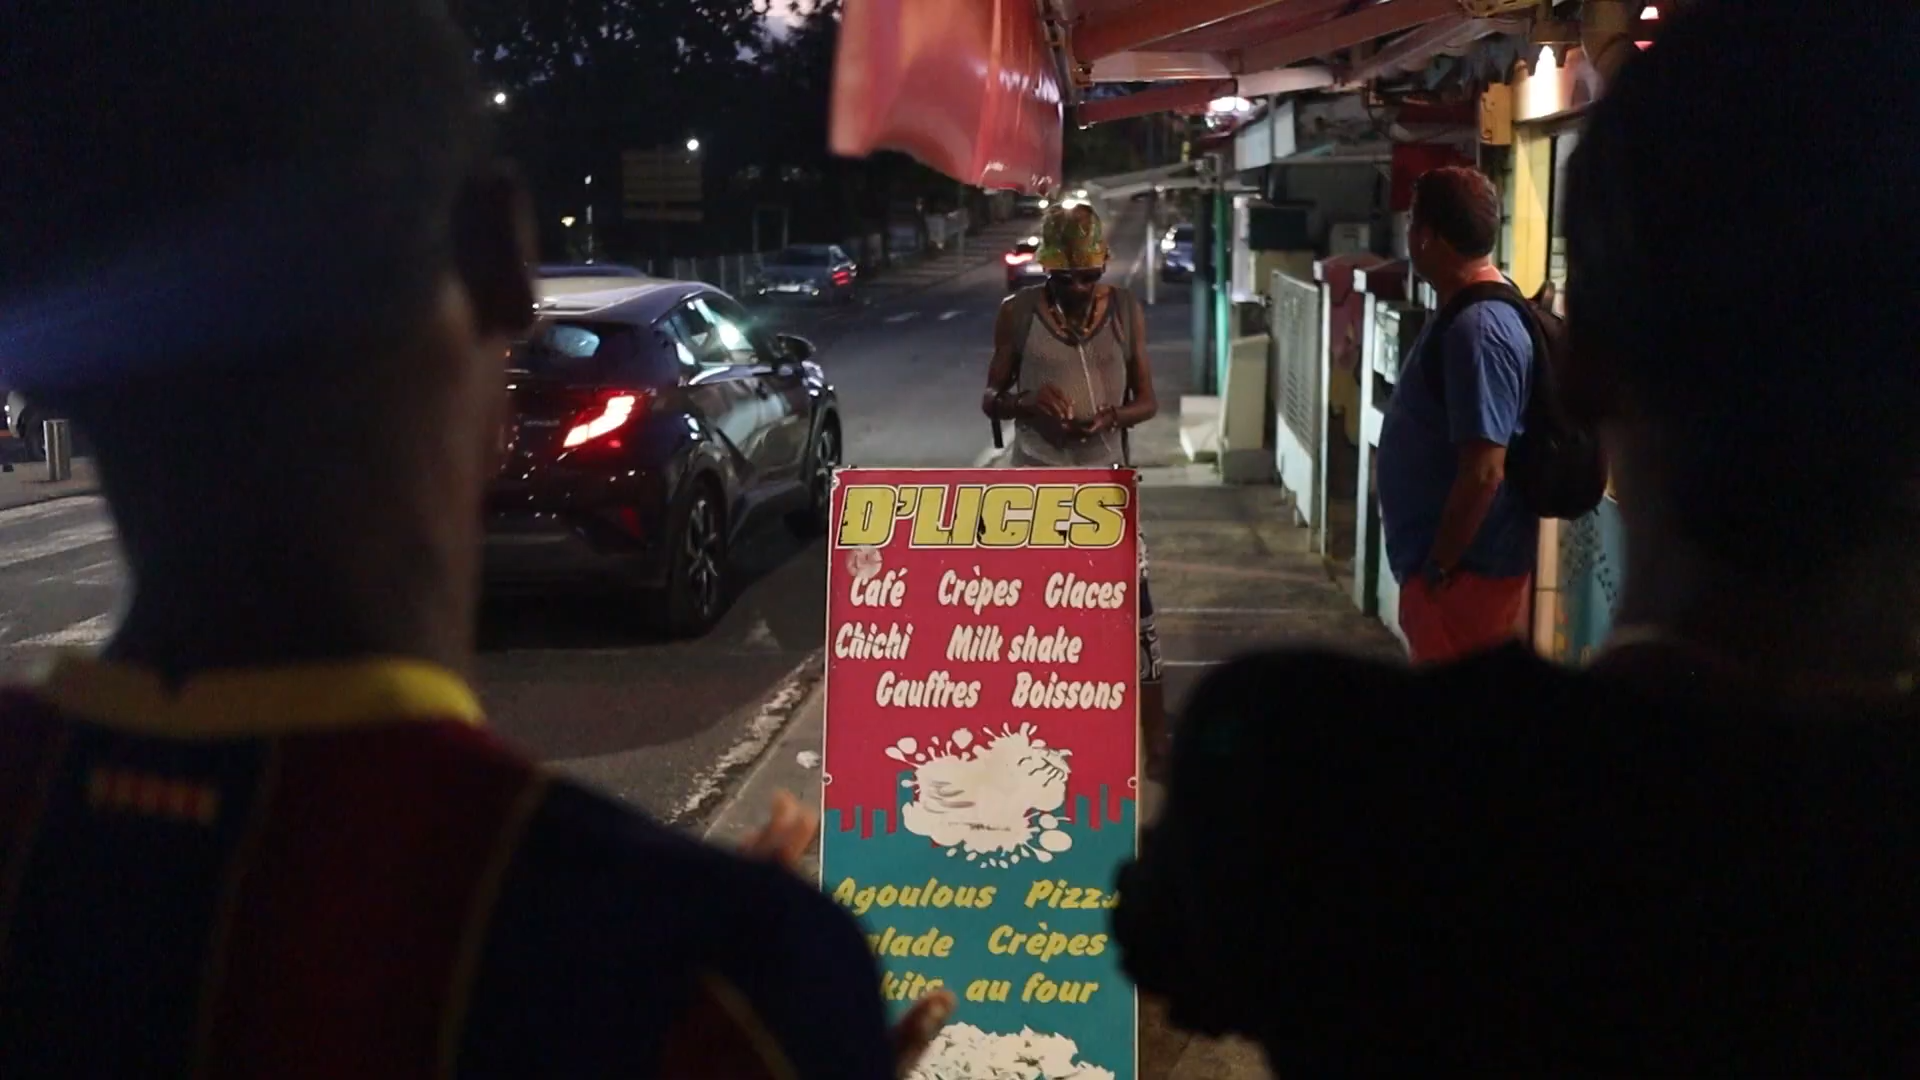 D'LICES
Café Crèpes Glaces
Chichi Milk shake
Gauffres Boissons
Agoulous
Crèpes
au four